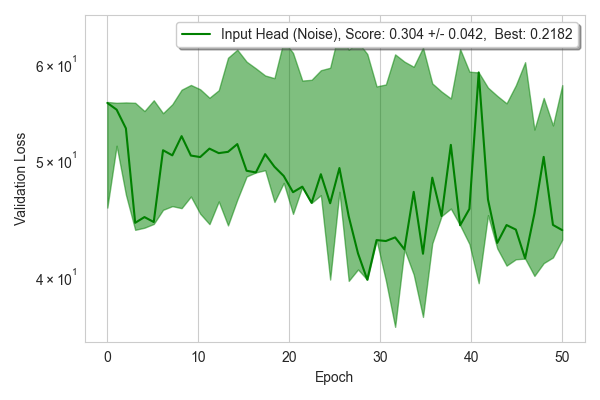 Input Head (Noise), Score: 0.304 +/- 0.042,  Best: 0.2182
Validation Loss
6 × 10¹
5 × 10¹
4 × 10¹
0 10 20 30 40 50
Epoch